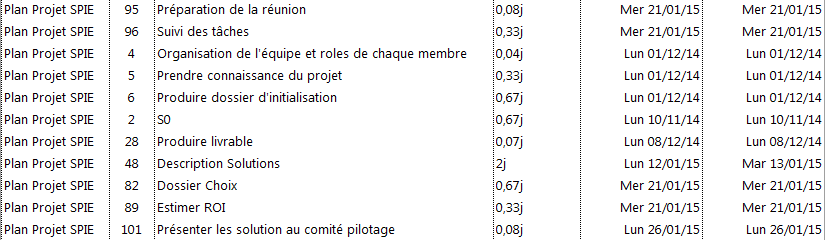 Plan Projet SPIE 95 Préparation de la réunion 0,08j Mer 21/01/15 Mer 21/01/15
Plan Projet SPIE 96 Suivi des tâches 0,33j Mer 21/01/15 Mer 21/01/15
Plan Projet SPIE 4 Organisation de l'équipe et roles de chaque membre 0,04j Lun 01/12/14 Lun 01/12/14
Plan Projet SPIE 5 Prendre connaissance du projet 0,33j Lun 01/12/14 Lun 01/12/14
Plan Projet SPIE 6 Produire dossier d'initialisation 0,67j Lun 01/12/14 Lun 01/12/14
Plan Projet SPIE 2 S0 0,67j Lun 10/11/14 Lun 10/11/14
Plan Projet SPIE 28 Produire livrable 0,07j Lun 08/12/14 Lun 08/12/14
Plan Projet SPIE 48 Description Solutions 2j Lun 12/01/15 Mar 13/01/15
Plan Projet SPIE 82 Dossier Choix 0,67j Mer 21/01/15 Mer 21/01/15
Plan Projet SPIE 89 Estimer ROI 0,33j Mer 21/01/15 Mer 21/01/15
Plan Projet SPIE 101 Présenter les solution au comité pilotage 0,08j Lun 26/01/15 Lun 26/01/15